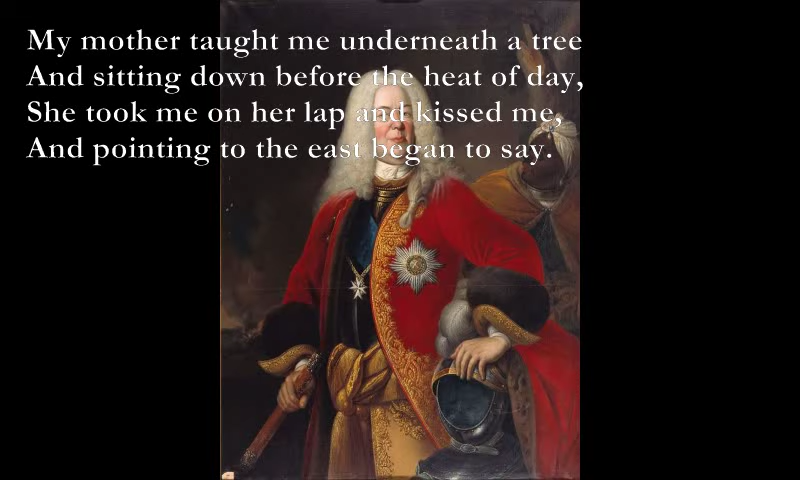 My mother taught me underneath a tree
And sitting down before the heat of day,
She took me on her lap and kissed me,
And pointing to the east began to say.